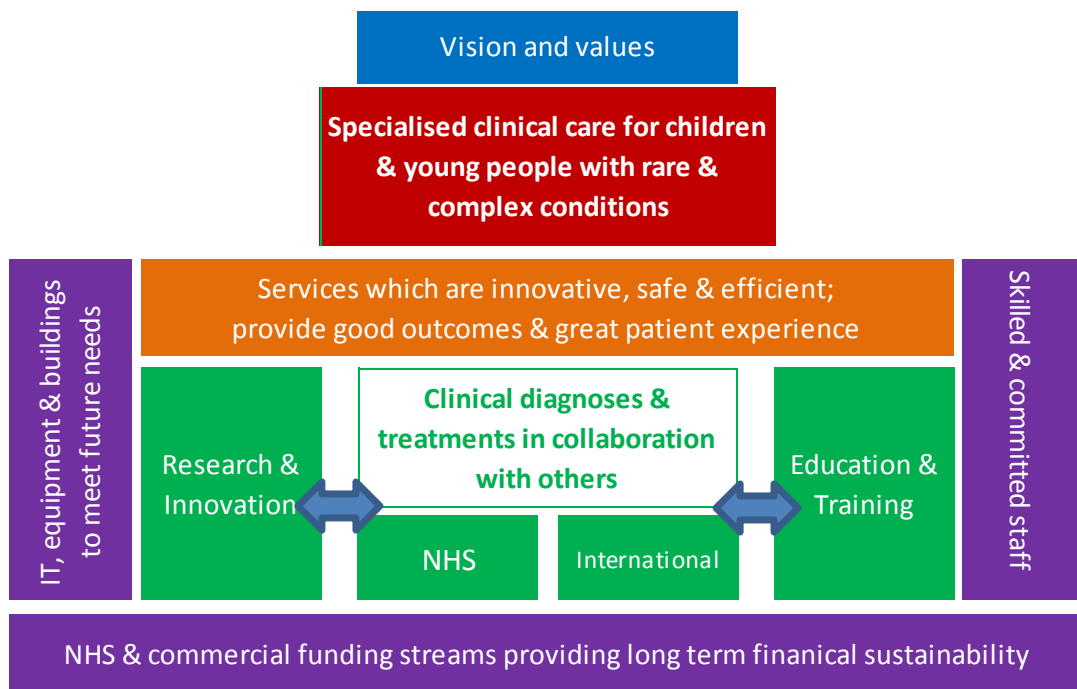 Vision and values
Specialised clinical care for children
& young people with rare &
complex conditions
Services which are innovative, safe & efficient;
provide good outcomes & great patient experience
IT, equipment & buildings
to meet future needs
Research &
Innovation
Clinical diagnoses &
treatments in collaboration
with others
NHS
International
Education &
Training
Skilled & committed staff
NHS & commercial funding streams providing long term finanical sustainability